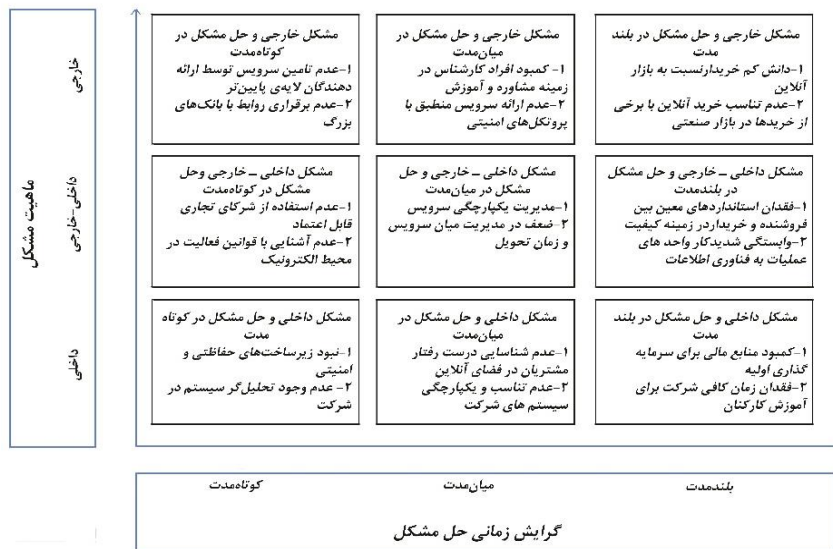 ماهیت مشکل
خارجی
داخلی-خارجی
داخلی
مشکل خارجی و حل مشکل در
کوتاه‌مدت
۱-عدم تامین سرویس توسط ارائه
دهندگان لایه‌ی پایین‌تر
۲-عدم برقراری روابط با بانک‌های
بزرگ
مشکل خارجی و حل مشکل در
میان‌مدت
۱- کمبود افراد کارشناس در
زمینه مشاوره و آموزش
۲-عدم ارائه سرویس منطبق با
پروتکل‌های امنیتی
مشکل خارجی و حل مشکل در بلند
مدت
۱-دانش کم خریدارنسبت به بازار
آنلاین
۲-عدم تناسب خرید آنلاین با برخی
از خریدها در بازار صنعتی
مشکل داخلی – خارجی وحل
مشکل در کوتاه‌مدت
۱-عدم استفاده از شرکای تجاری
قابل اعتماد
۲-عدم آشنایی با قوانین فعالیت در
محیط الکترونیک
مشکل داخلی – خارجی و حل
مشکل در میان‌مدت
۱-مدیریت یکپارچگی سرویس
۲-ضعف در مدیریت میان سرویس
و زمان تحویل
مشکل داخلی – خارجی و حل مشکل
در بلندمدت
۱-فقدان استانداردهای معین بین
فروشنده و خریداردر زمینه کیفیت
۲-وابستگی شدیدکار واحد های
عملیات به فناوری اطلاعات
مشکل داخلی و حل مشکل در کوتاه
مدت
۱-نبود زیرساخت‌های حفاظتی و
امنیتی
۲- عدم وجود تحلیل‌گر سیستم در
شرکت
مشکل داخلی و حل مشکل در
میان‌مدت
۱-عدم شناسایی درست رفتار
مشتریان در فضای آنلاین
۲-عدم تناسب و یکپارچگی
سیستم های شرکت
مشکل داخلی و حل مشکل در بلند
مدت
۱-کمبود منابع مالی برای سرمایه
گذاری اولیه
۲-فقدان زمان کافی شرکت برای
آموزش کارکنان
کوتاه‌مدت
میان‌مدت
بلندمدت
گرایش زمانی حل مشکل